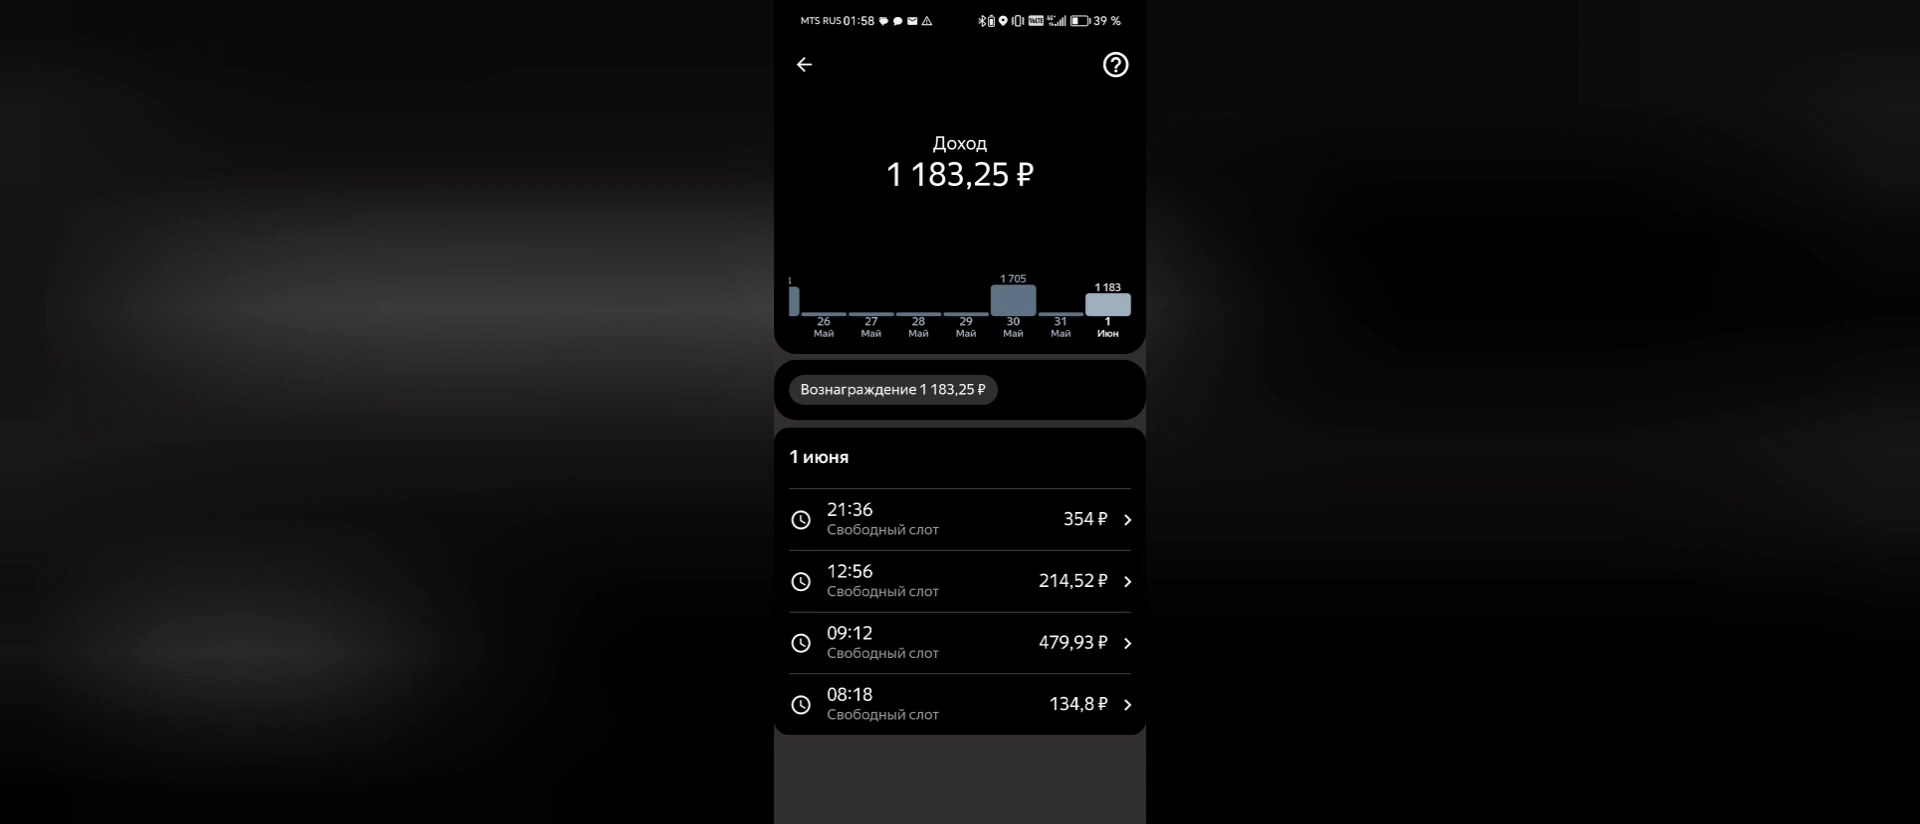 MTS RUS 01:58 39 %
Доход
1 183,25 ₽
1 705
1 183
26 27 28 29 30 31 1
Май Май Май Май Май Май Июн
Вознаграждение 1 183,25 ₽
1 июня
21:36
Свободный слот
354 ₽
12:56
Свободный слот
214,52 ₽
09:12
Свободный слот
479,93 ₽
08:18
Свободный слот
134,8 ₽